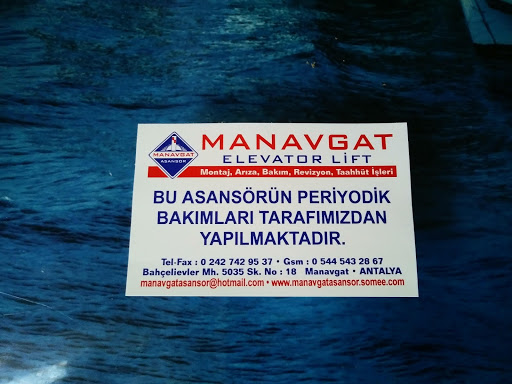 MANAVGAT
ASANSÖR
MANAVGAT
ELEVATOR LİFT
Montaj, Arıza, Bakım, Revizyon, Taahhüt İşleri
BU ASANSÖRÜN PERİYODİK
BAKIMLARI TARAFIMIZDAN
YAPILMAKTADIR.
Tel-Fax : 0 242 742 95 37 • Gsm : 0 544 543 28 67
Bahçelievler Mh. 5035 Sk. No : 18 Manavgat • ANTALYA
manavgatasansor@hotmail.com • www.manavgatasansor.somee.com